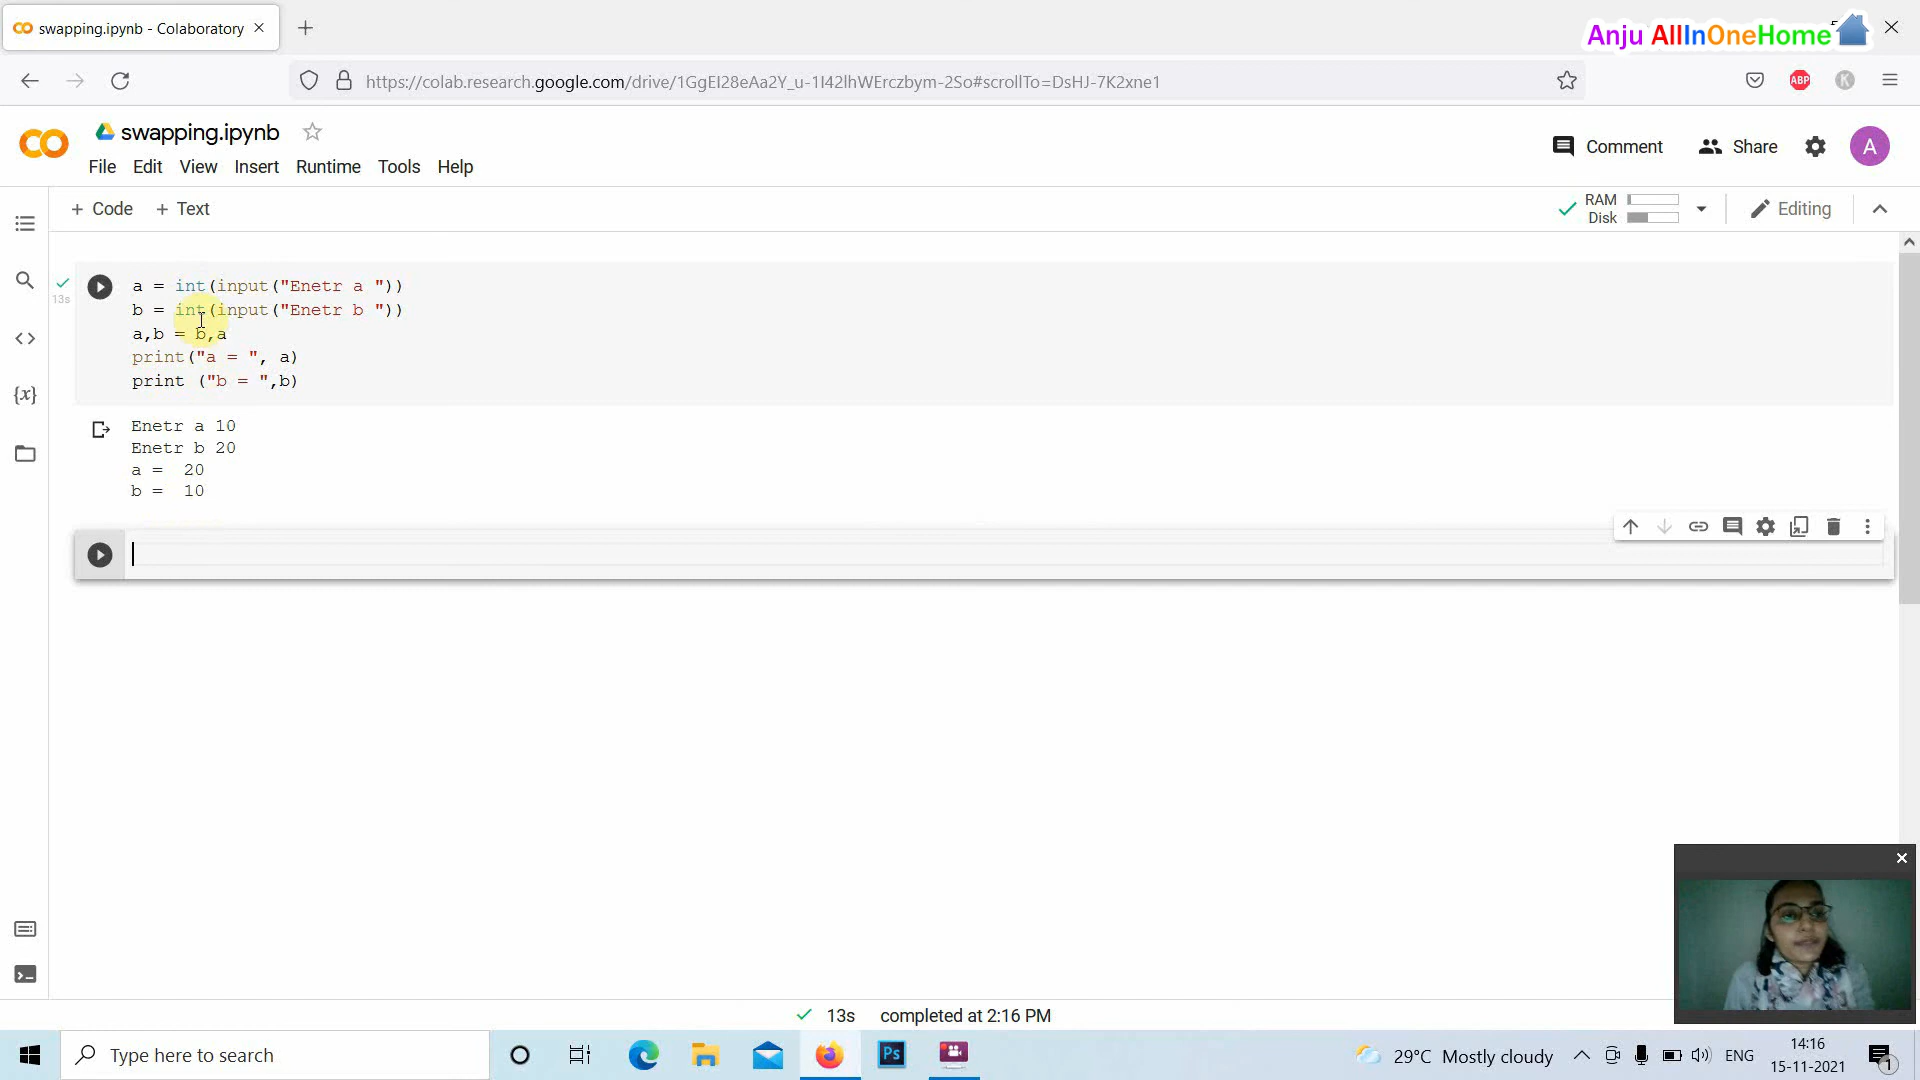 swapping.ipynb - Colaboratory
Anju AllInOneHome
https://colab.research.google.com/drive/1GgEI28eAa2Y_u-1I42lhWErczbym-2So#scrollTo=DsHJ-7K2xne1
ABP
K
swapping.ipynb
File Edit View Insert Runtime Tools Help
Comment
Share
A
+ Code + Text
RAM
Disk
Editing
13s
a = int(input("Enetr a "))
b = int(input("Enetr b "))
a,b = b,a
print("a = ", a)
print ("b = ",b)
{x}
Enetr a 10
Enetr b 20
a =  20
b =  10
13s completed at 2:16 PM
Type here to search
Ps
29°C Mostly cloudy
ENG
14:16
15-11-2021
1